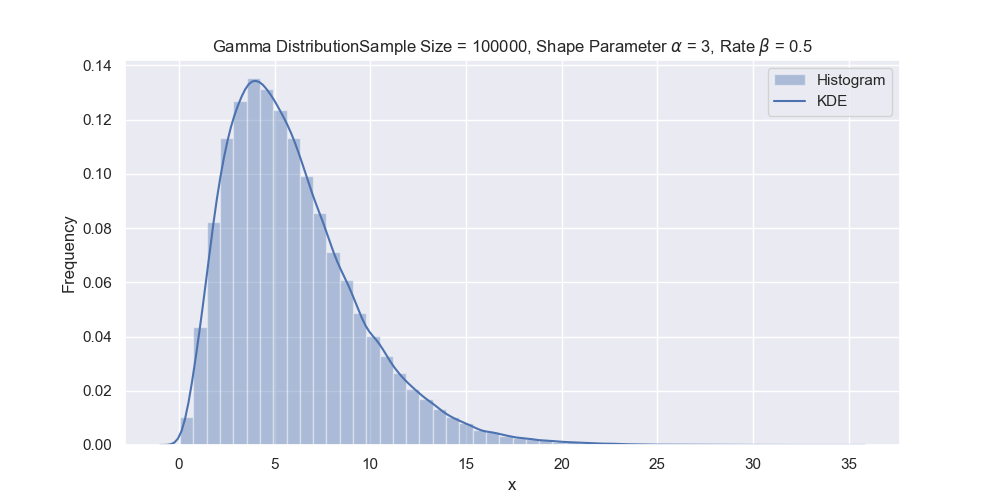 Gamma DistributionSample Size = 100000, Shape Parameter α = 3, Rate β = 0.5
Histogram
KDE
Frequency
0.14
0.12
0.10
0.08
0.06
0.04
0.02
0.00
0 5 10 15 20 25 30 35
x